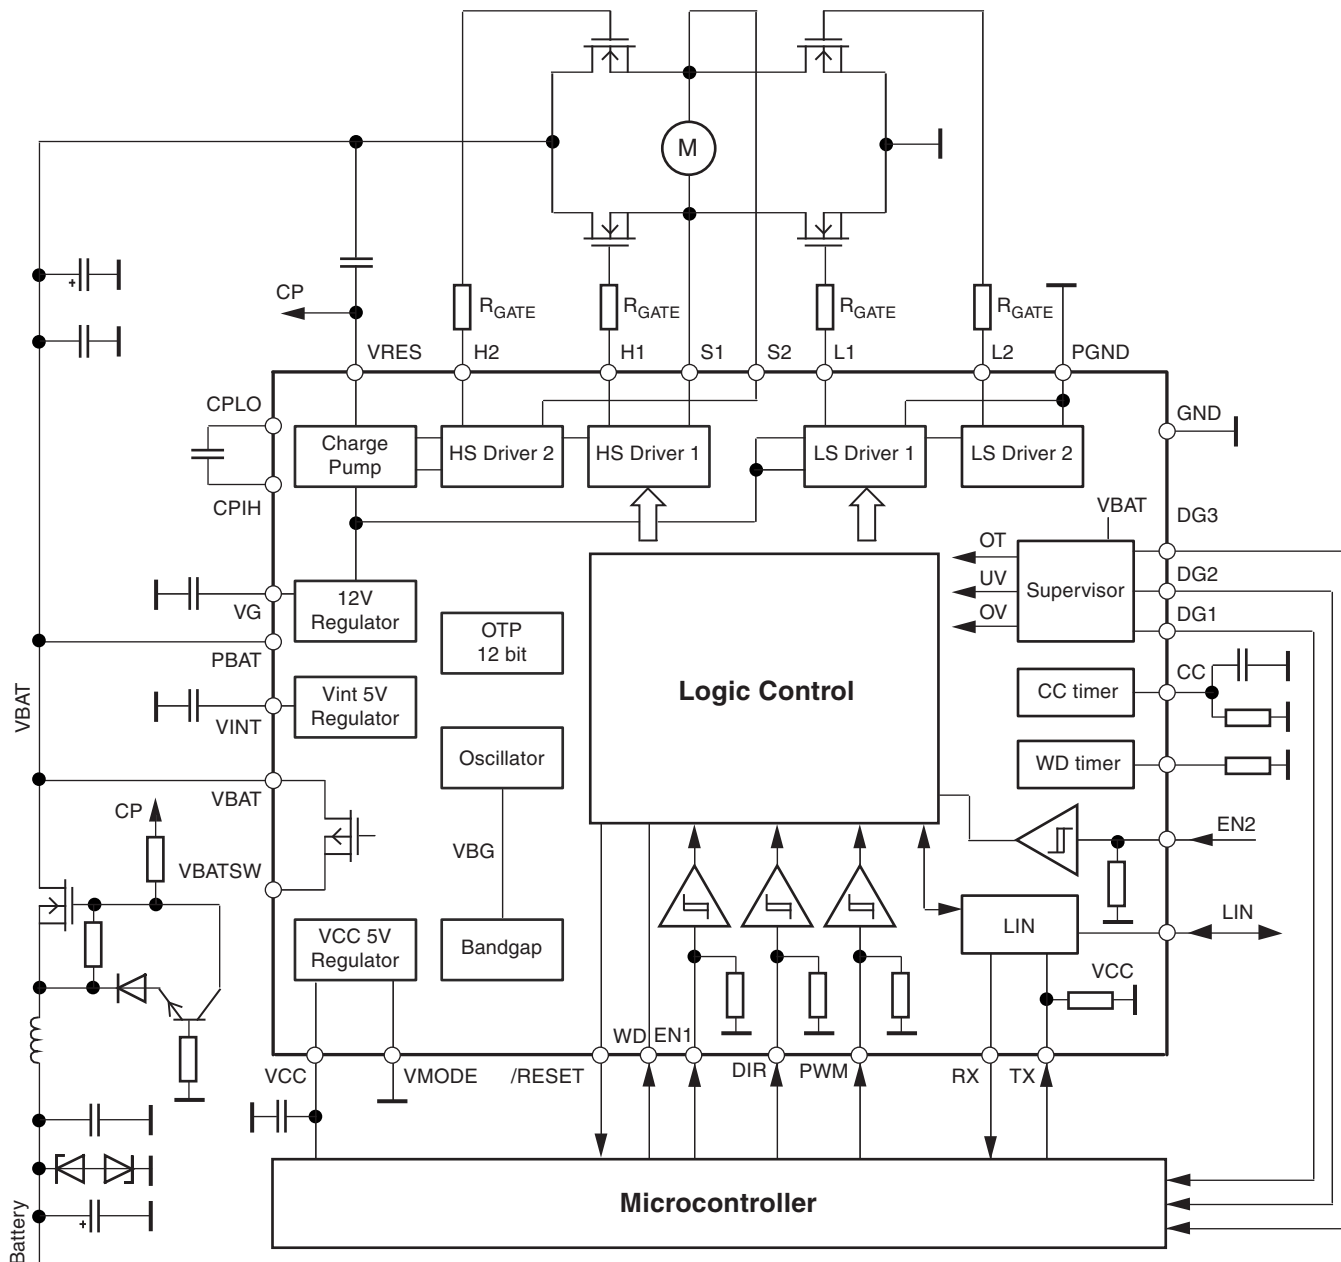 M
CP
RGATE
RGATE
RGATE
RGATE
VRES
H2
H1
S1
S2
L1
L2
PGND
CPLO
GND
Charge
Pump
HS Driver 2
HS Driver 1
LS Driver 1
LS Driver 2
CPIH
VBAT
DG3
OT
UV
OV
Supervisor
DG2
DG1
VG
12V
Regulator
OTP
12 bit
PBAT
Logic Control
CC
CC timer
VBAT
VINT
Vint 5V
Regulator
Oscillator
WD timer
VBAT
CP
VBG
EN2
VBATSW
VCC 5V
Regulator
Bandgap
LIN
LIN
VCC
WD
EN1
VCC
VMODE
/RESET
DIR
PWM
RX
TX
Microcontroller
Battery
+
+